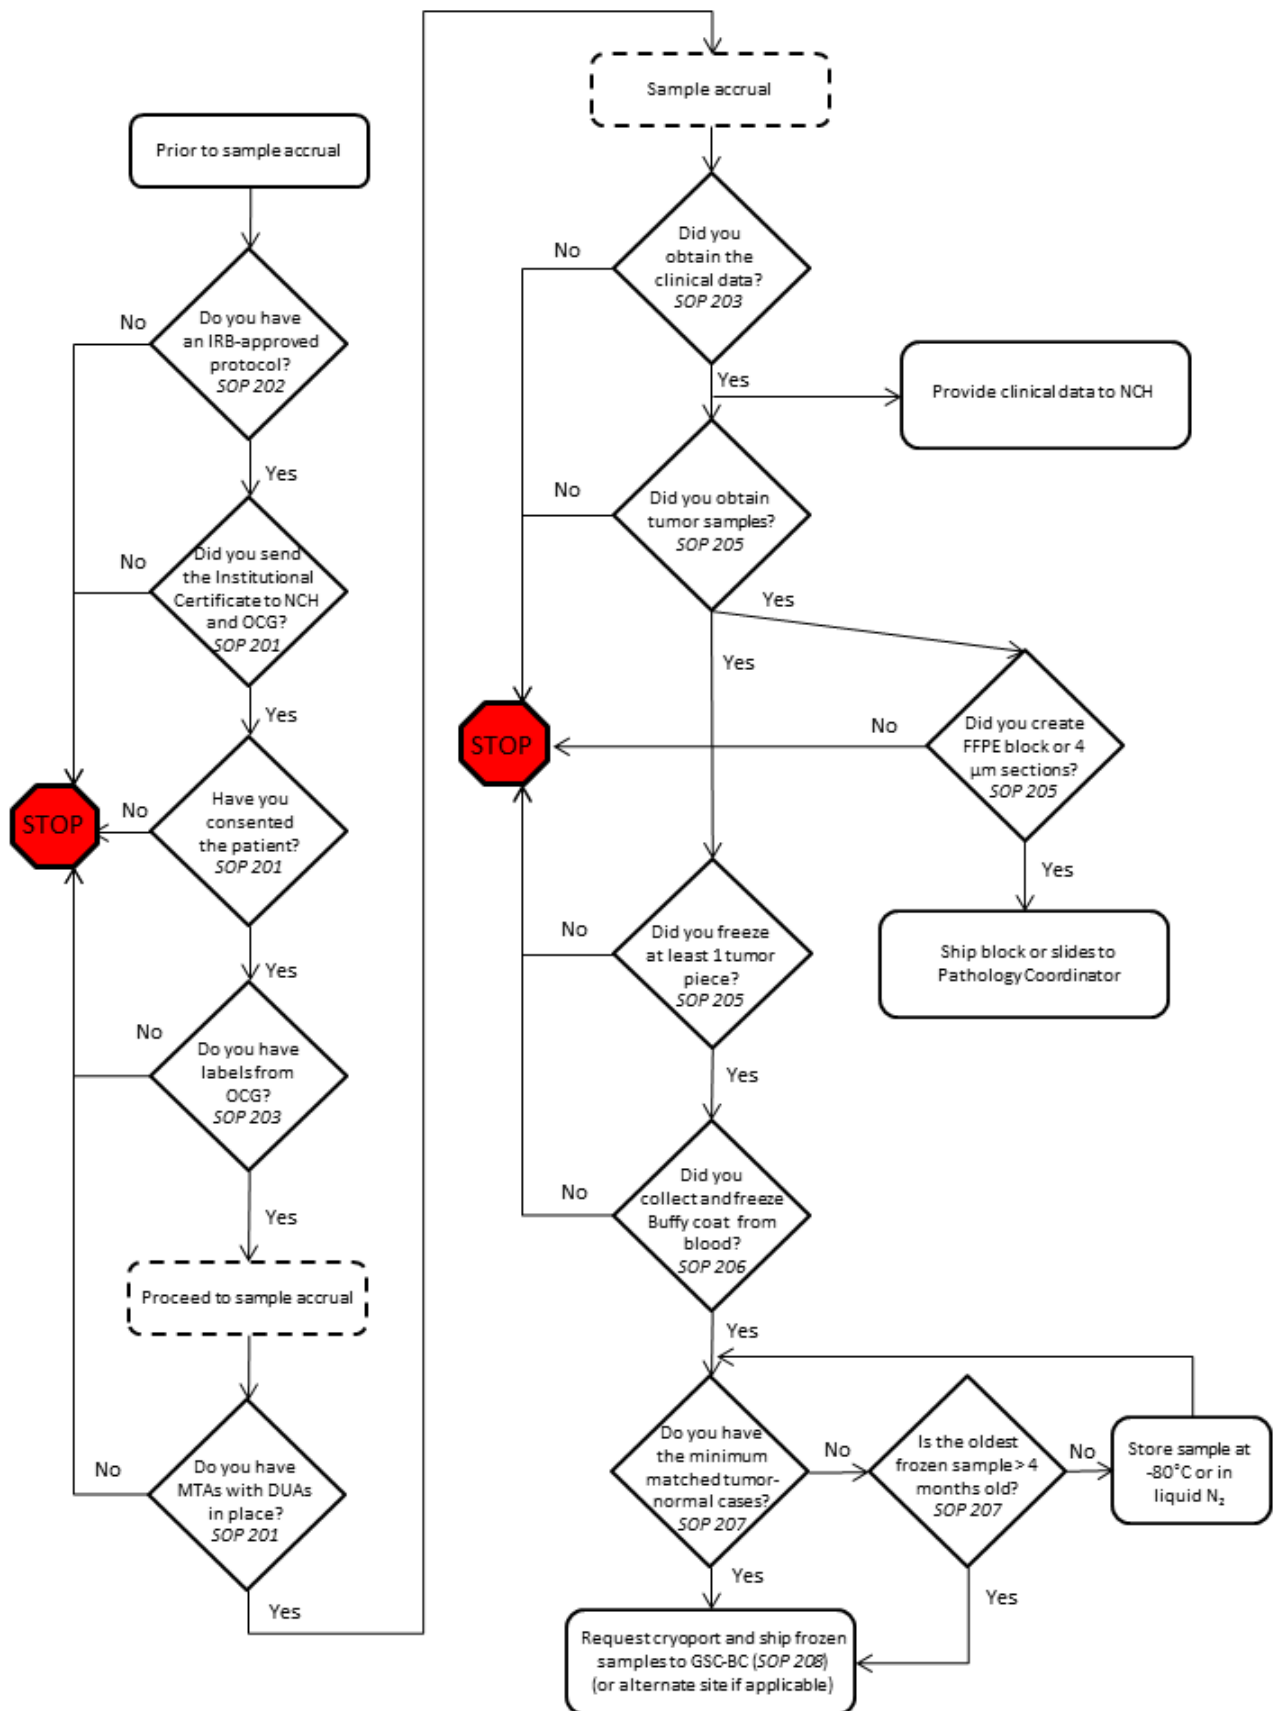 Prior to sample accrual
Do you have
an IRB-approved
protocol?
SOP 202
No
Yes
Did you send
the Institutional
Certificate to NCH
and OCG?
SOP 201
No
Yes
Have you
consented
the patient?
SOP 201
No
STOP
Yes
Do you have
labels from
OCG?
SOP 203
No
Yes
Proceed to sample accrual
Do you have
MTAs with DUAs
in place?
SOP 201
No
Yes
Sample accrual
Did you
obtain the
clinical data?
SOP 203
No
Yes
Provide clinical data to NCH
Did you obtain
tumor samples?
SOP 205
No
Yes
Yes
Did you create
FFPE block or 4
µm sections?
SOP 205
No
STOP
Yes
Ship block or slides to
Pathology Coordinator
Did you freeze
at least 1 tumor
piece?
SOP 205
No
Yes
Did you
collect and freeze
Buffy coat from
blood?
SOP 206
No
Yes
Do you have
the minimum
matched tumor-
normal cases?
SOP 207
No
Yes
Is the oldest
frozen sample > 4
months old?
SOP 207
No
Yes
Store sample at
-80°C or in
liquid N₂
Request cryoport and ship frozen
samples to GSC-BC (SOP 208)
(or alternate site if applicable)